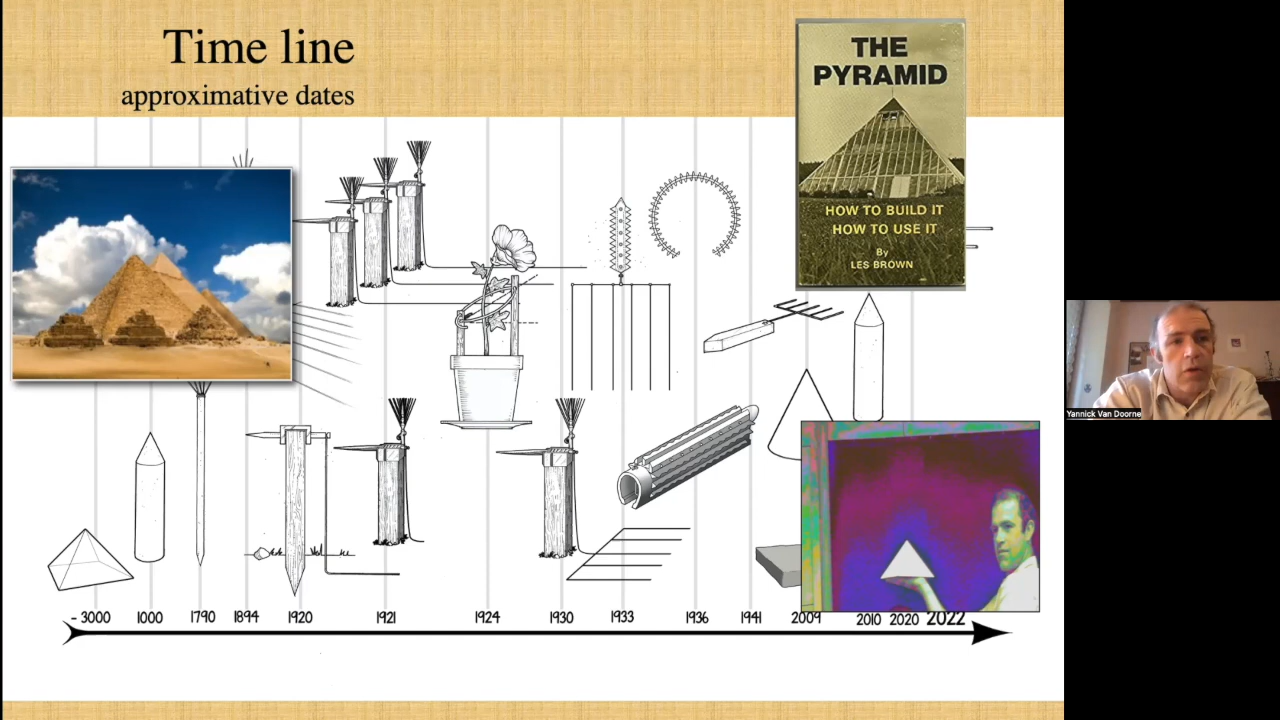 Time line
approximative dates
THE
PYRAMID
HOW TO BUILD IT
HOW TO USE IT
By
LES BROWN
Yannick Van Doorne
- 3000 1000 1790 1894 1920 1921 1924 1930 1933 1936 1941 2009 2010 2020 2022